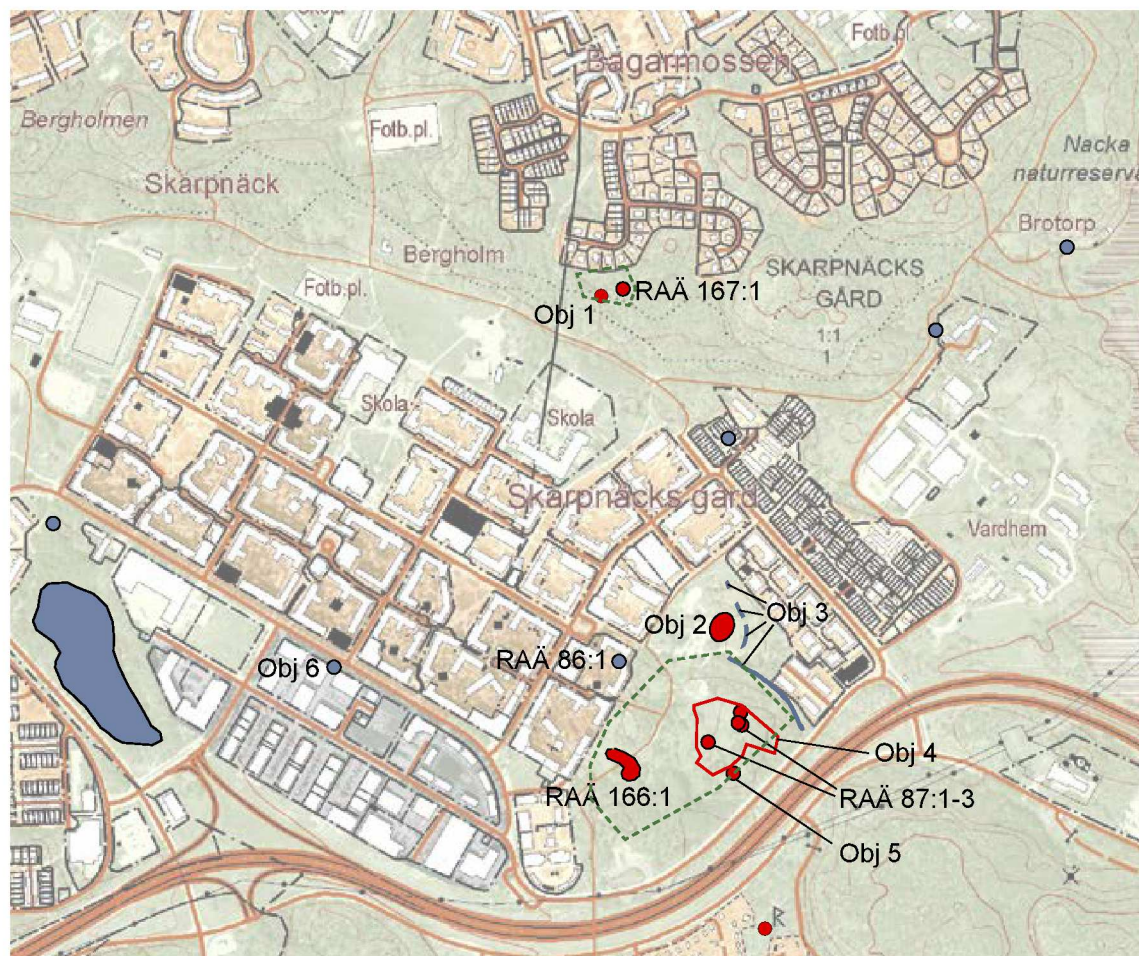 Skola
Fotb.pl.
Bagarmossen
Bergholmen
Fotb.pl.
Nacka
naturreserva
Skarpnäck
Brotorp
Bergholm
SKARPNÄCKS
GÅRD
1:1
1
Fotb.pl.
RAÄ 167:1
Obj 1
Skola
Skola
Skarpnäcks gård
Vardhem
Obj 3
Obj 2
RAÄ 86:1
Obj 6
Obj 4
RAÄ 166:1
RAÄ 87:1-3
Obj 5
R